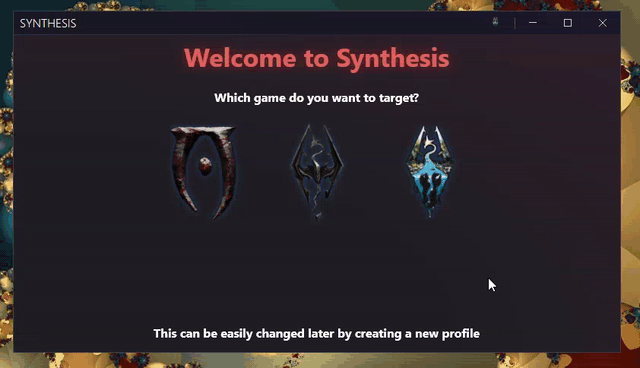 SYNTHESIS
Welcome to Synthesis
Which game do you want to target?
This can be easily changed later by creating a new profile